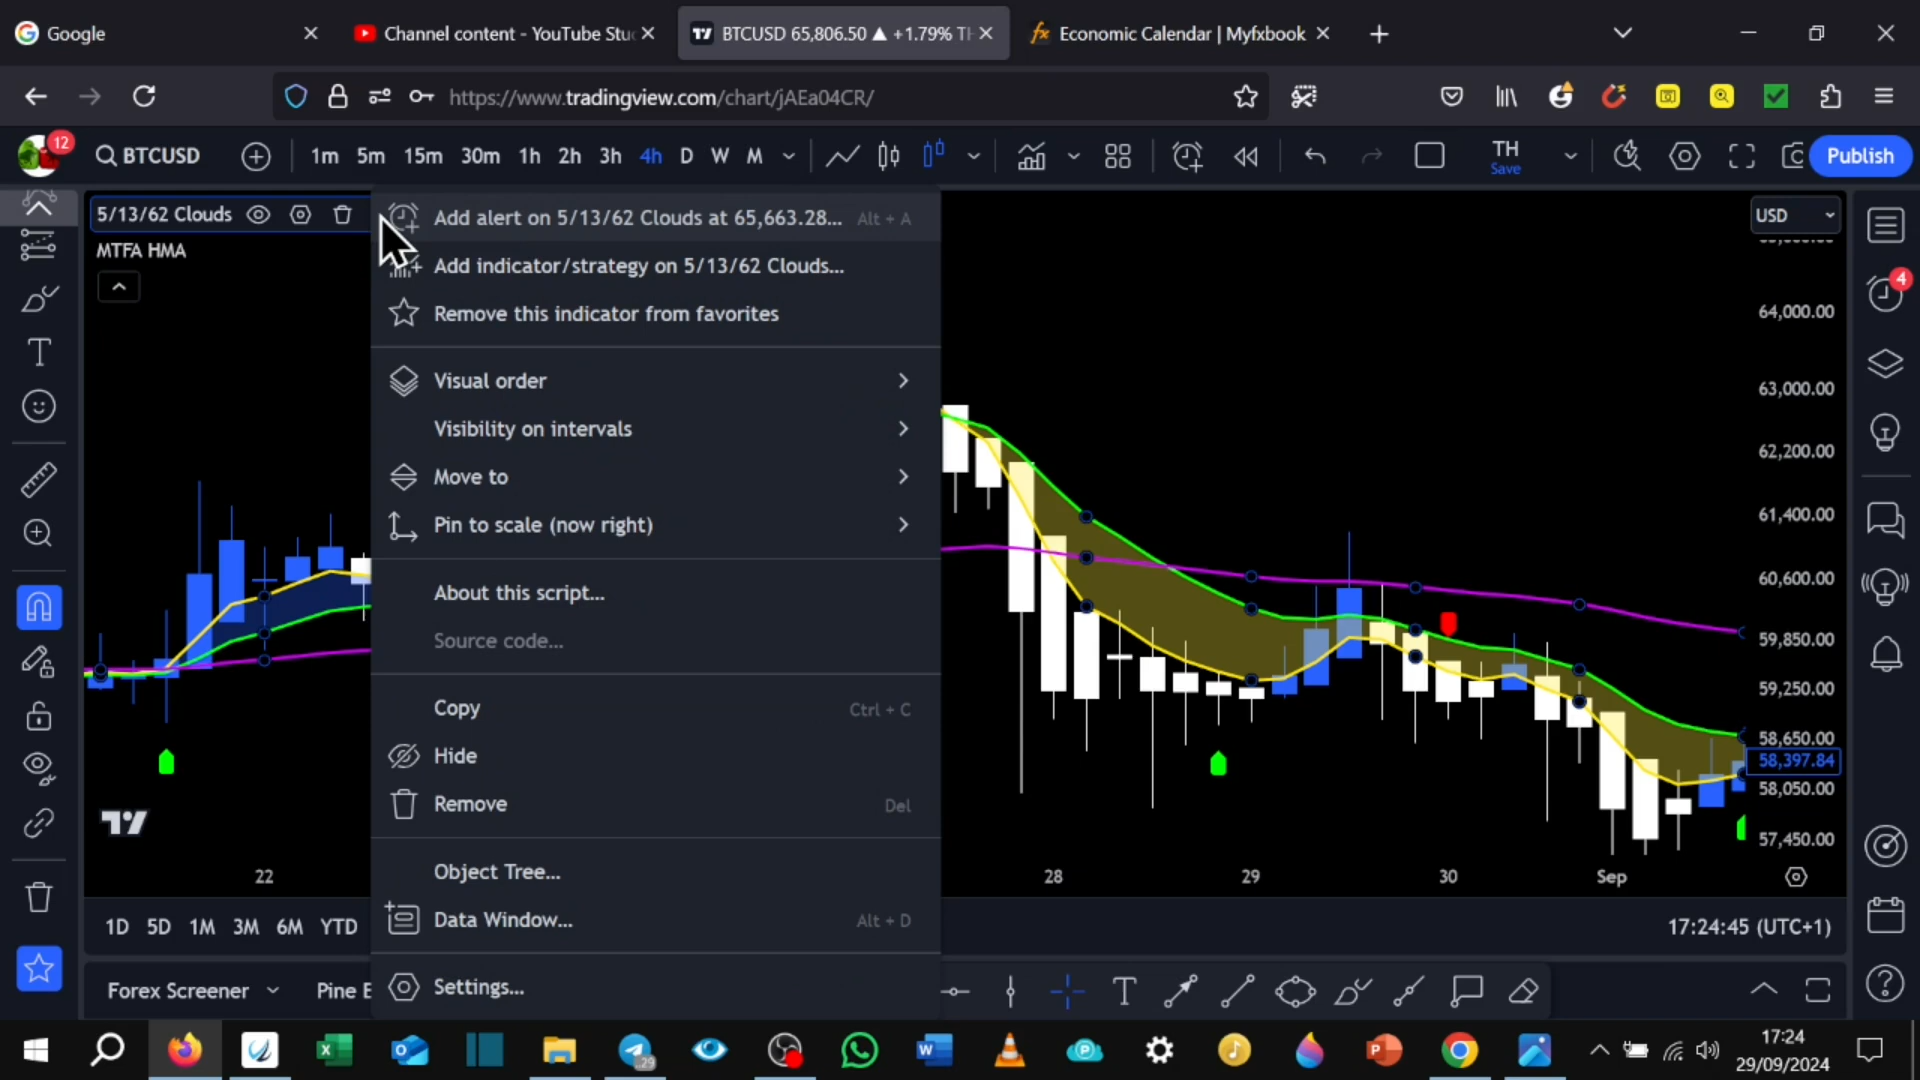 Google
Channel content - YouTube Stu
BTCUSD 65,806.50 ▲ +1.79% TH
Economic Calendar | Myfxbook
https://www.tradingview.com/chart/jAEa04CR/
12
BTCUSD
1m 5m 15m 30m 1h 2h 3h 4h D W M
TH
Save
Publish
5/13/62 Clouds
MTFA HMA
Add alert on 5/13/62 Clouds at 65,663.28... Alt + A
Add indicator/strategy on 5/13/62 Clouds...
Remove this indicator from favorites
Visual order
Visibility on intervals
Move to
Pin to scale (now right)
About this script...
Source code...
Copy Ctrl + C
Hide
Remove Del
Object Tree...
Data Window... Alt + D
Settings...
USD
4
64,000.00
63,000.00
62,200.00
61,400.00
60,600.00
59,850.00
59,250.00
58,650.00
58,397.84
58,050.00
57,450.00
22 28 29 30 Sep
1D 5D 1M 3M 6M YTD
17:24:45 (UTC+1)
Forex Screener Pine E
29
17:24
29/09/2024